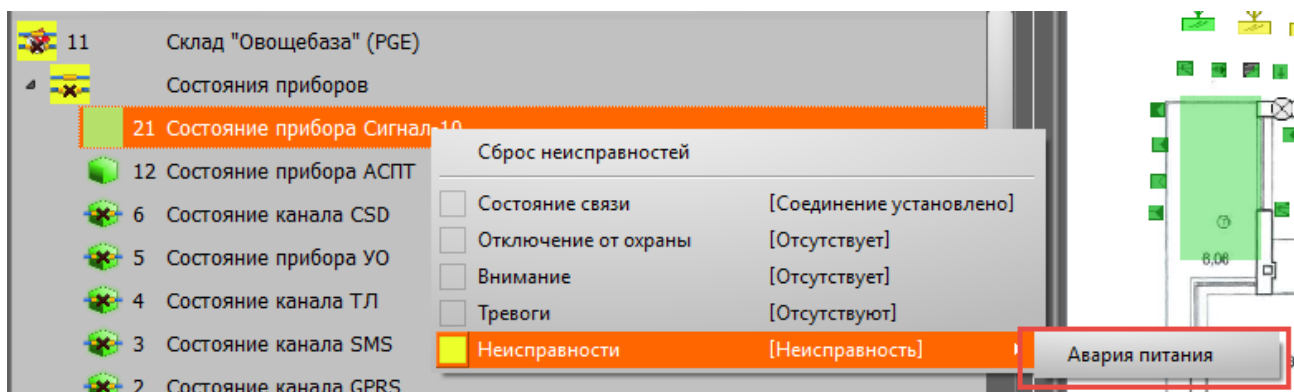 11 Склад "Овощебаза" (PGE)
Состояния приборов
21 Состояние прибора Сигнал-10
12 Состояние прибора АСПТ
6 Состояние канала CSD
5 Состояние прибора УО
4 Состояние канала ТЛ
3 Состояние канала SMS
2 Состояние канала GPRS
Сброс неисправностей
Состояние связи [Соединение установлено]
Отключение от охраны [Отсутствует]
Внимание [Отсутствует]
Тревоги [Отсутствуют]
Неисправности [Неисправность]
Авария питания
6,06